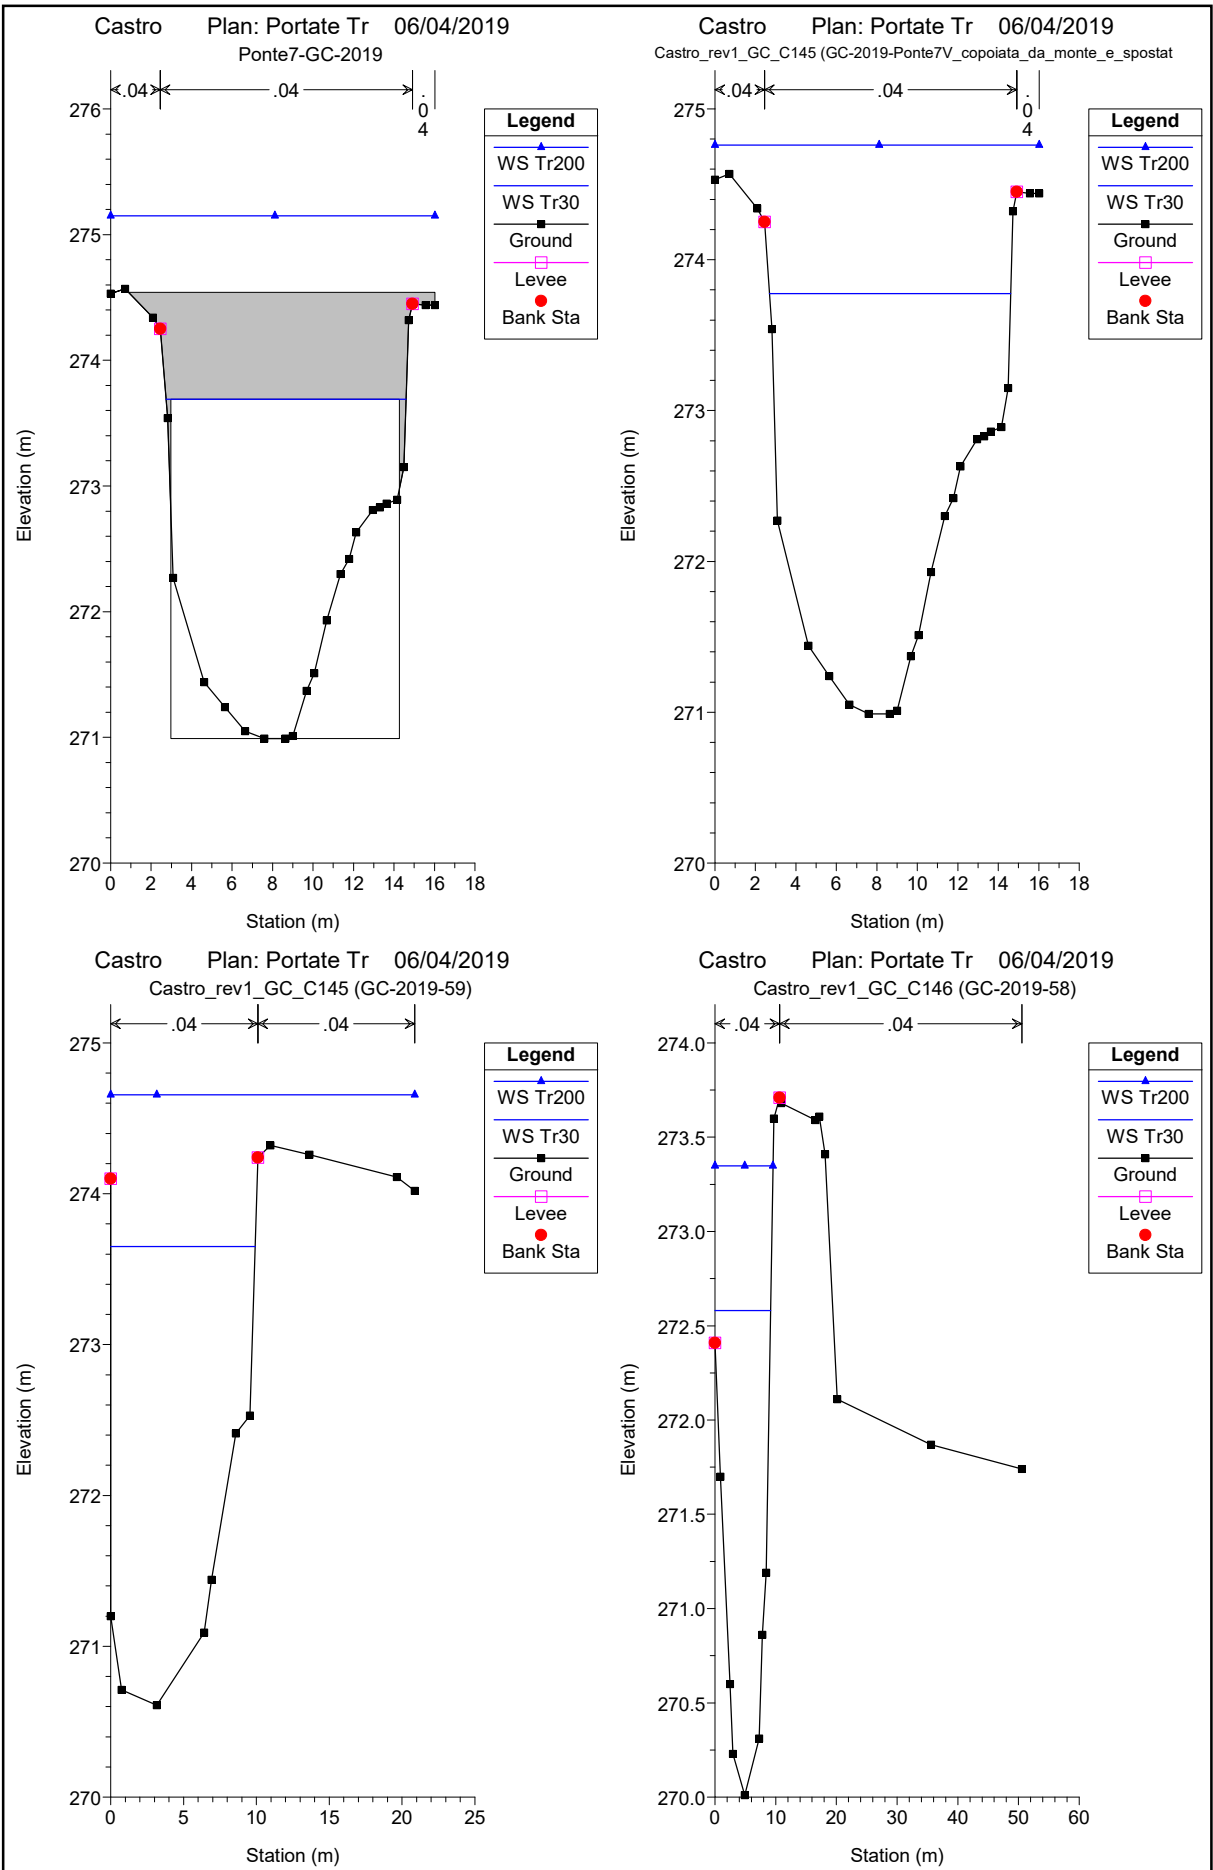 Castro Plan: Portate Tr 06/04/2019
Ponte7-GC-2019
.04 .04 .04
276
275
274
273
272
271
270
0 2 4 6 8 10 12 14 16 18
Station (m)
Elevation (m)
Legend
WS Tr200
WS Tr30
Ground
Levee
Bank Sta
Castro Plan: Portate Tr 06/04/2019
Castro_rev1_GC_C145 (GC-2019-Ponte7V_copoiata_da_monte_e_spostat
.04 .04 .04
275
274
273
272
271
270
0 2 4 6 8 10 12 14 16 18
Station (m)
Elevation (m)
Legend
WS Tr200
WS Tr30
Ground
Levee
Bank Sta
Castro Plan: Portate Tr 06/04/2019
Castro_rev1_GC_C145 (GC-2019-59)
.04 .04
275
274
273
272
271
270
0 5 10 15 20 25
Station (m)
Elevation (m)
Legend
WS Tr200
WS Tr30
Ground
Levee
Bank Sta
Castro Plan: Portate Tr 06/04/2019
Castro_rev1_GC_C146 (GC-2019-58)
.04 .04
274.0
273.5
273.0
272.5
272.0
271.5
271.0
270.5
270.0
0 10 20 30 40 50 60
Station (m)
Elevation (m)
Legend
WS Tr200
WS Tr30
Ground
Levee
Bank Sta